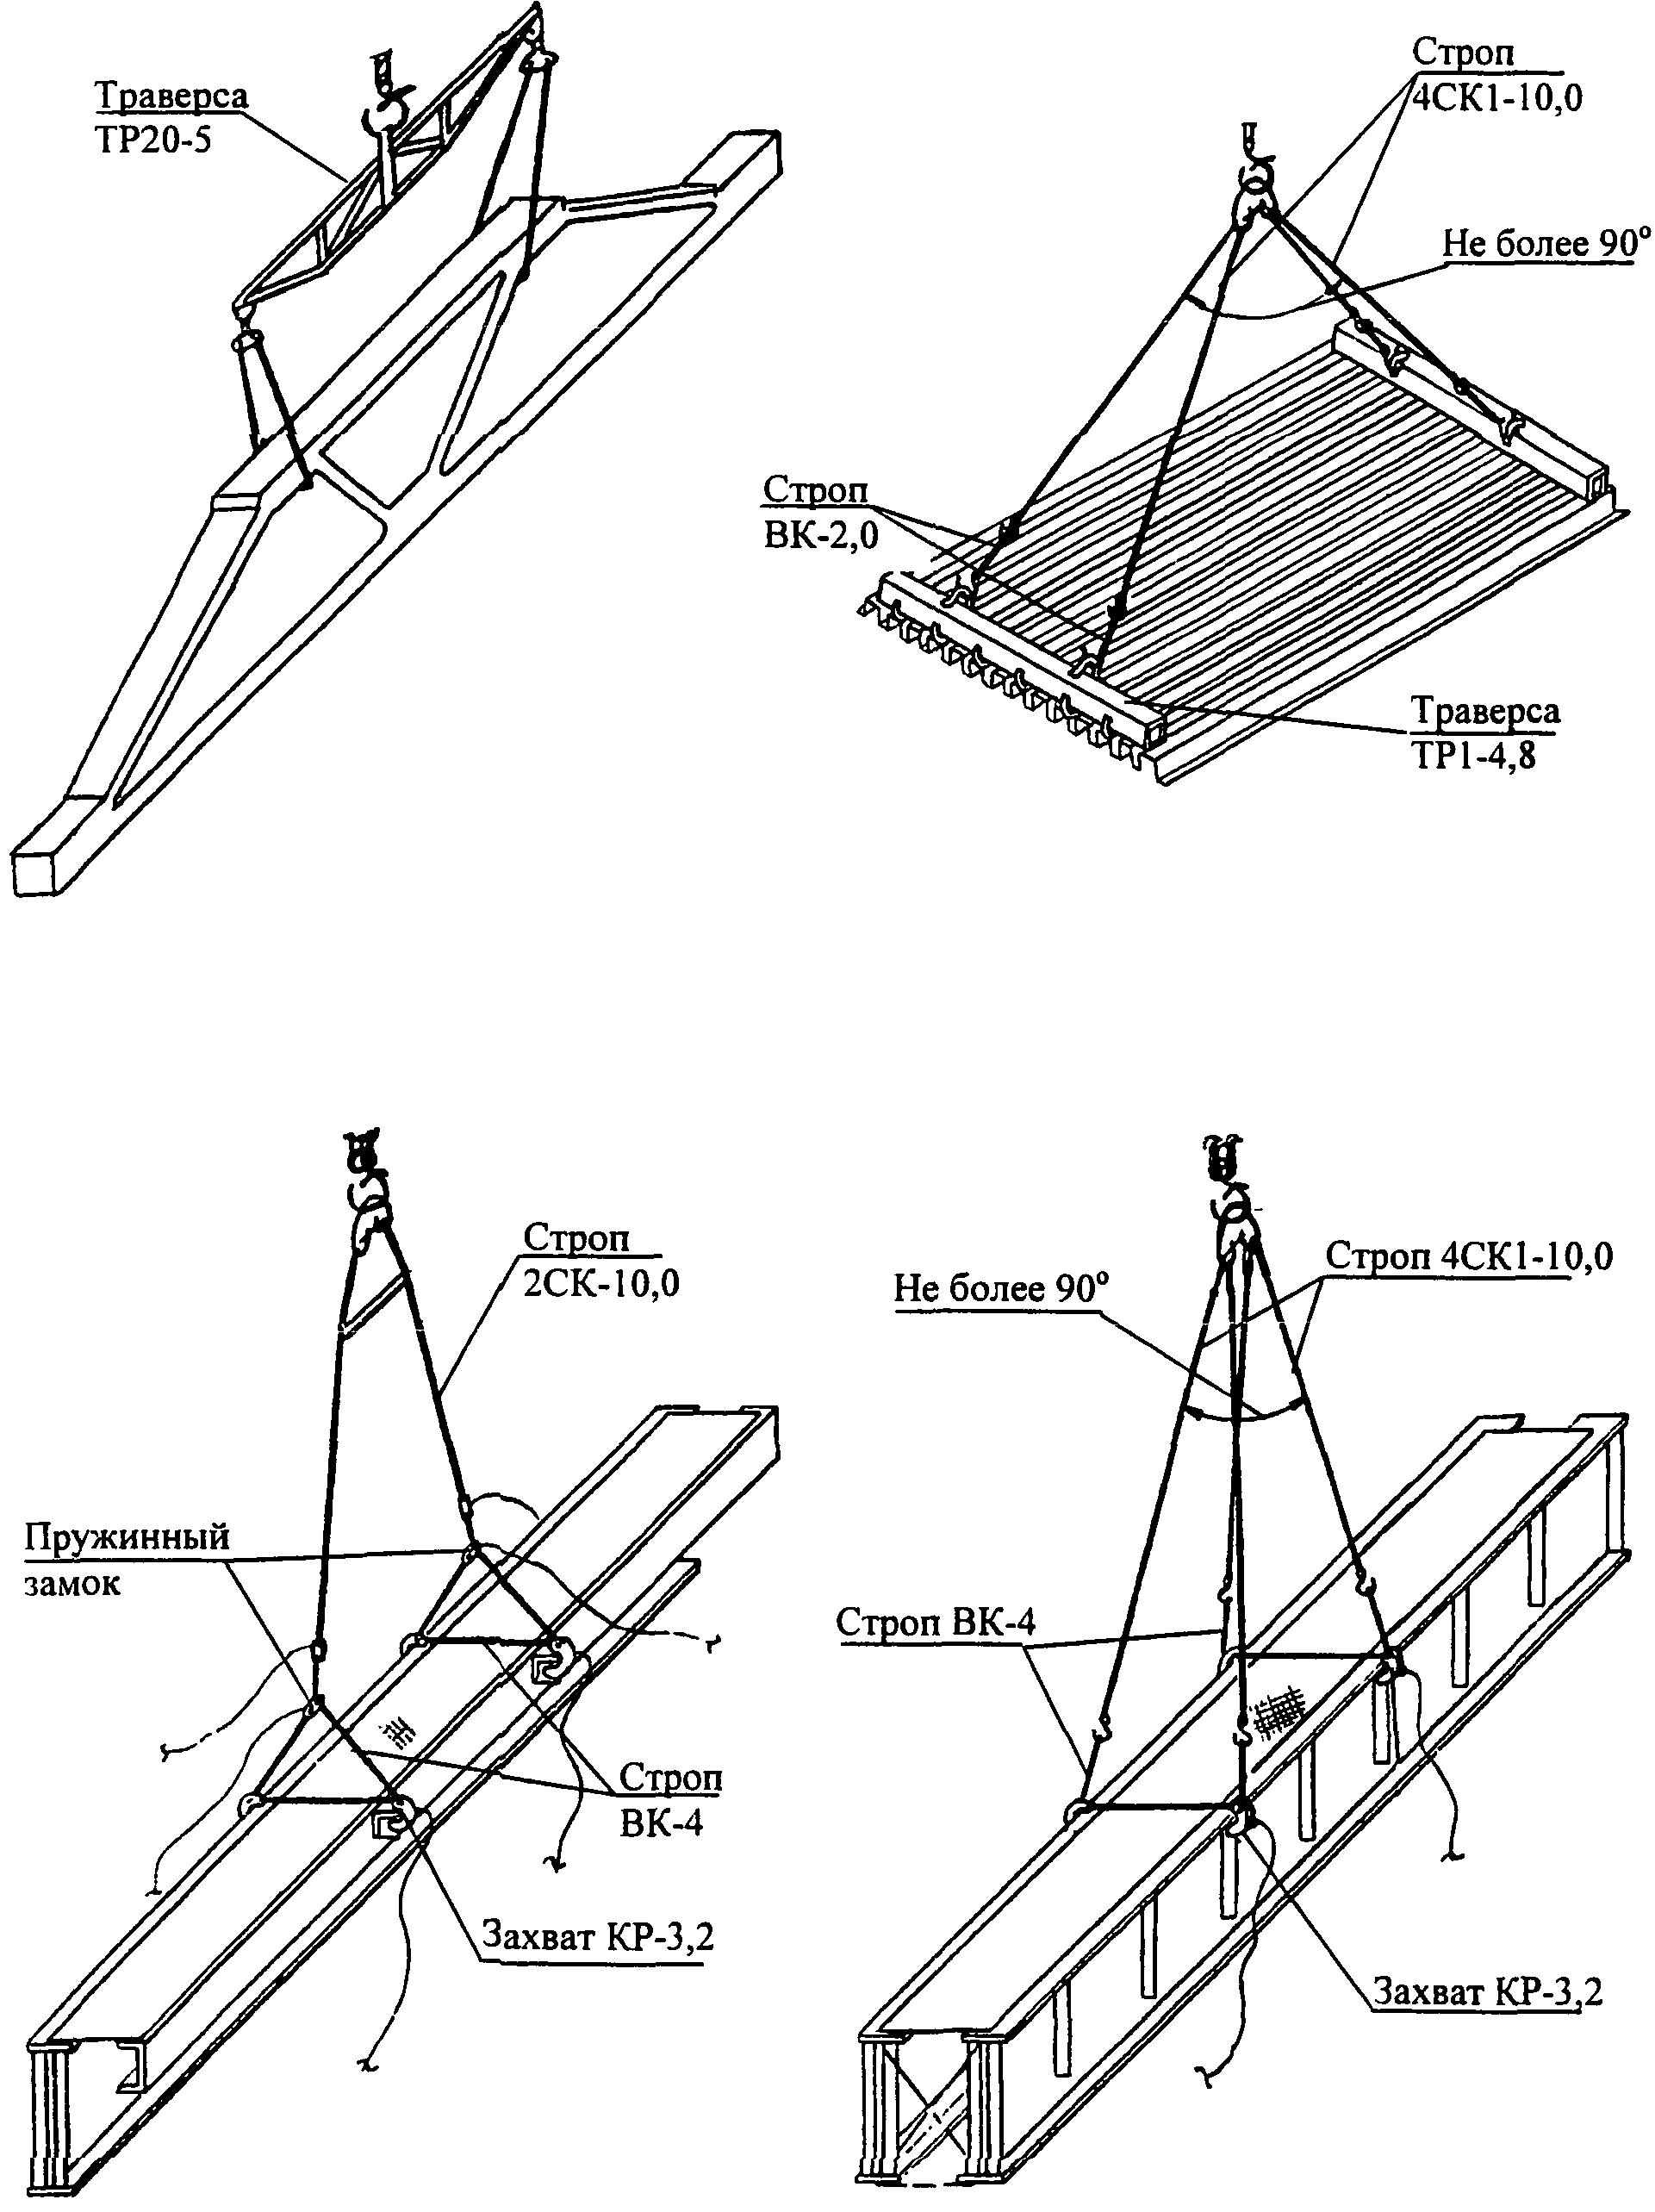 Траверса
ТР20-5
Строп
4СК1-10,0
Не более 90°
Строп
ВК-2,0
Траверса
ТР1-4,8
Строп
2СК-10,0
Пружинный
замок
Строп
ВК-4
Захват КР-3,2
Строп 4СК1-10,0
Не более 90°
Строп ВК-4
Захват КР-3,2